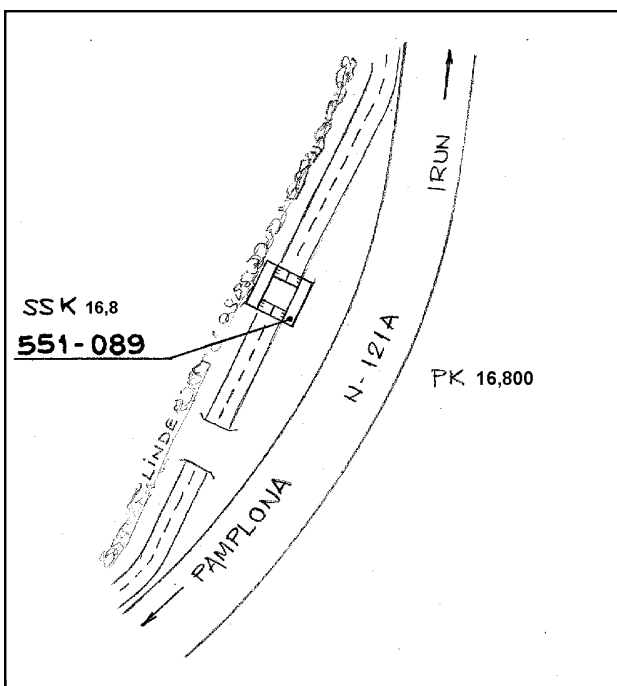 IRUN
SSK 16,8
551-089
N-121A
PK 16,800
LINDE
PAMPLONA